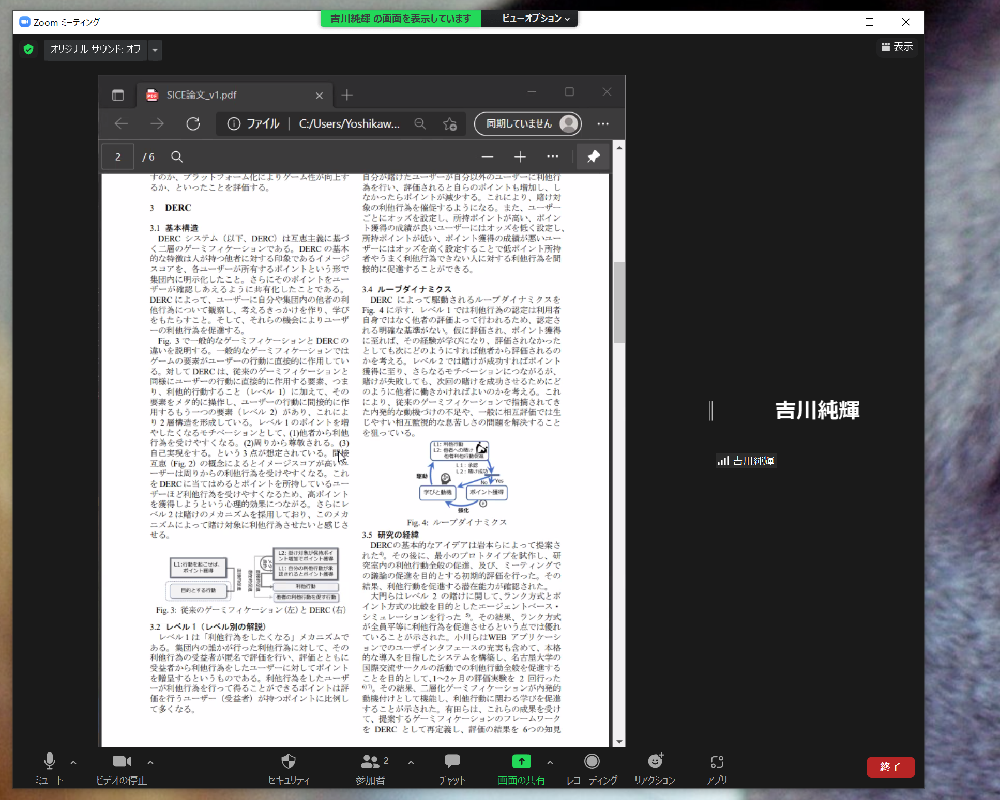 Zoom ミーティング
吉川純輝 の画面を表示しています
ビューオプション
オリジナル サウンド: オフ
表示
SICE論文_v1.pdf
ファイル | C:/Users/Yoshikaw...
同期していません
2 / 6
すのか、プラットフォーム化によりゲーム性が向上す
るか、といったことを評価する。
3 DERC
3.1 基本構造
DERC システム（以下、DERC）は互恵主義に基づ
く二層のゲーミフィケーションである。DERC の基本
的な特徴は人が持つ他者に対する印象であるイメージ
スコアを、各ユーザーが所有するポイントという形で
集団内に明示化したこと。さらにそのポイントをユー
ザーが確認しあえるように共有化したことである。
DERC によって、ユーザーに自分や集団内の他者の利
他行為について観察し、考えるきっかけを作り、学び
をもたらすこと。そして、それらの機会によりユーザ
ーの利他行為を促進する。
Fig. 3 で一般的なゲーミフィケーションと DERC の
違いを説明する。一般的なゲーミフィケーションでは
ゲームの要素がユーザーの行動に直接的に作用してい
る。対して DERC は、従来のゲーミフィケーションと
同様にユーザーの行動に直接的に作用する要素、つま
り、利他的行動すること（レベル 1）に加えて、その
要素をメタ的に操作し、ユーザーの行動に間接的に作
用するもう一つの要素（レベル 2）があり、これによ
り 2 層構造を形成している。レベル 1 のポイントを増
やしたくなるモチベーションとして、(1)他者から利他
行為を受けやすくなる。(2)周りから尊敬される。(3)
自己実現をする。という 3 点が想定されている。間接
互恵（Fig. 2）の概念によるとイメージスコアが高いユ
ーザーは周りからの利他行為を受けやすくなる。これ
を DERC に当てはめるとポイントを所持しているユー
ザーほど利他行為を受けやすくなるため、高ポイント
を獲得しようという心理的効果につながる。さらにレ
ベル 2 は賭けのメカニズムを採用しており、このメカ
ニズムによって賭け対象に利他行為させたいと感じさ
せる。
L1:行動を起こせば、
ポイント獲得
目的とする行動
直接的促進
潜在的促進
直接的促進
メタ
操作
L2: 掛け対象が保持ポイ
ント増加でポイント獲得
L1: 自分の利他行動が承
認されるとポイント獲得
利他行動
他者の利他行動を促す行動
Fig. 3: 従来のゲーミフィケーション（左）と DERC（右）
3.2 レベル 1（レベル別の解説）
レベル 1 は「利他行為をしたくなる」メカニズムで
ある。集団内の誰かが行った利他行為に対して、その
利他行為の受益者が匿名で評価を行い、評価とともに
受益者から利他行為をしたユーザーに対してポイント
を贈呈するというものである。利他行為をしたユーザ
ーが利他行為を行って得ることができるポイントは評
価を行うユーザー（受益者）が持つポイントに比例し
て多くなる。
自分が賭けたユーザーが自分以外のユーザーに利他行
為を行い、評価されると自らのポイントも増加し、し
なかったらポイントが減少する。これにより、賭け対
象の利他行為を催促するようになる。また、ユーザー
ごとにオッズを設定し、所持ポイントが高い、ポイン
ト獲得の成績が良いユーザーにはオッズを低く設定し、
所持ポイントが低い、ポイント獲得の成績が悪いユー
ザーにはオッズを高く設定することで低ポイント所持
者やうまく利他行為できない人に対する利他行為を間
接的に促進することができる。
3.4 ループダイナミクス
DERC によって駆動されるループダイナミクスを
Fig. 4 に示す．レベル 1 では利他行為の認定は利用者
自身ではなく他者の評価よって行われるため、認定さ
れる明確な基準がない。仮に評価され、ポイント獲得
に至れば、その経験が学びになり、評価されなかった
としても次にどのようにすれば他者から評価されるの
かを考える。レベル 2 では賭けが成功すればポイント
獲得に至り、さらなるモチベーションにつながるが、
賭けが失敗しても、次回の賭けを成功させるためにど
のように他者に働きかければよいのかを考える。これ
により、従来のゲーミフィケーションで指摘されてき
た内発的な動機づけの不足や、一般に相互評価では生
じやすい相互監視的な息苦しさの問題を解決すること
を狙っている。
L1: 利他行動
L2: 他者への賭け
他者利他行動促進
L1: 承認
L2: 賭け成功
駆動
No
Yes
学びと動機
ポイント獲得
P
強化
Fig. 4: ループダイナミクス
3.5 研究の経緯
DERCの基本的なアイデアは岩本らによって提案さ
れた4)。その後に、最小のプロトタイプを試作し、研
究室内の利他行動全般の促進、及び、ミーティングで
の議論の促進を目的とする初期的評価を行った。その
結果、利他行動を促進する潜在能力が確認された。
大門らはレベル 2 の賭けに関して、ランク方式とポ
イント方式の比較を目的としたエージェントベース・
シミュレーションを行った 5)。その結果、ランク方式
が全員平等に利他行為を促進させるという点では優れ
ていることが示された。小川らはWEB アプリケーシ
ョンでのユーザインタフェースの充実も含めて、本格
的な導入を目指したシステムを構築し、名古屋大学の
国際交流サークルの活動での利他行動全般を促進する
ことを目的として、1～2ヶ月の評価実験を 2 回行った
6)7)。その結果、二層化ゲーミフィケーションが内発的
動機付けとして機能し、利他行動に関わる学びを促進
することが示された。有田らは、これらの成果を受け
て、提案するゲーミフィケーションのフレームワーク
を DERC として再定義し、評価の結果を 6つの知見
吉川純輝
吉川純輝
ミュート
ビデオの停止
セキュリティ
2
参加者
チャット
画面の共有
レコーディング
リアクション
アプリ
終了